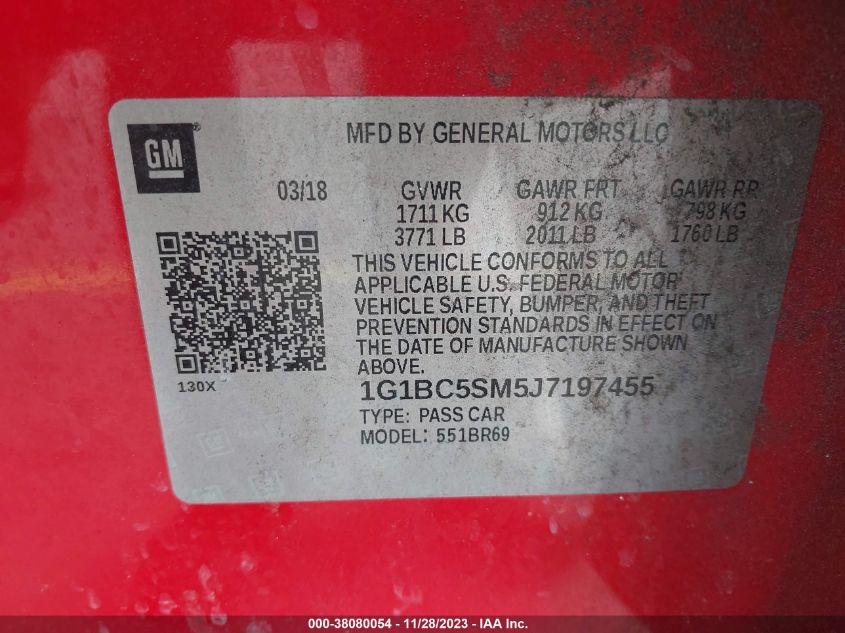 GM
MFD BY GENERAL MOTORS LLC
03/18 GVWR GAWR FRT GAWR RR
1711 KG 912 KG 798 KG
3771 LB 2011 LB 1760 LB
THIS VEHICLE CONFORMS TO ALL
APPLICABLE U.S. FEDERAL MOTOR
VEHICLE SAFETY, BUMPER, AND THEFT
PREVENTION STANDARDS IN EFFECT ON
THE DATE OF MANUFACTURE SHOWN
ABOVE.
130X
1G1BC5SM5J7197455
TYPE: PASS CAR
MODEL: 551BR69
000-38080054 - 11/28/2023 - IAA Inc.